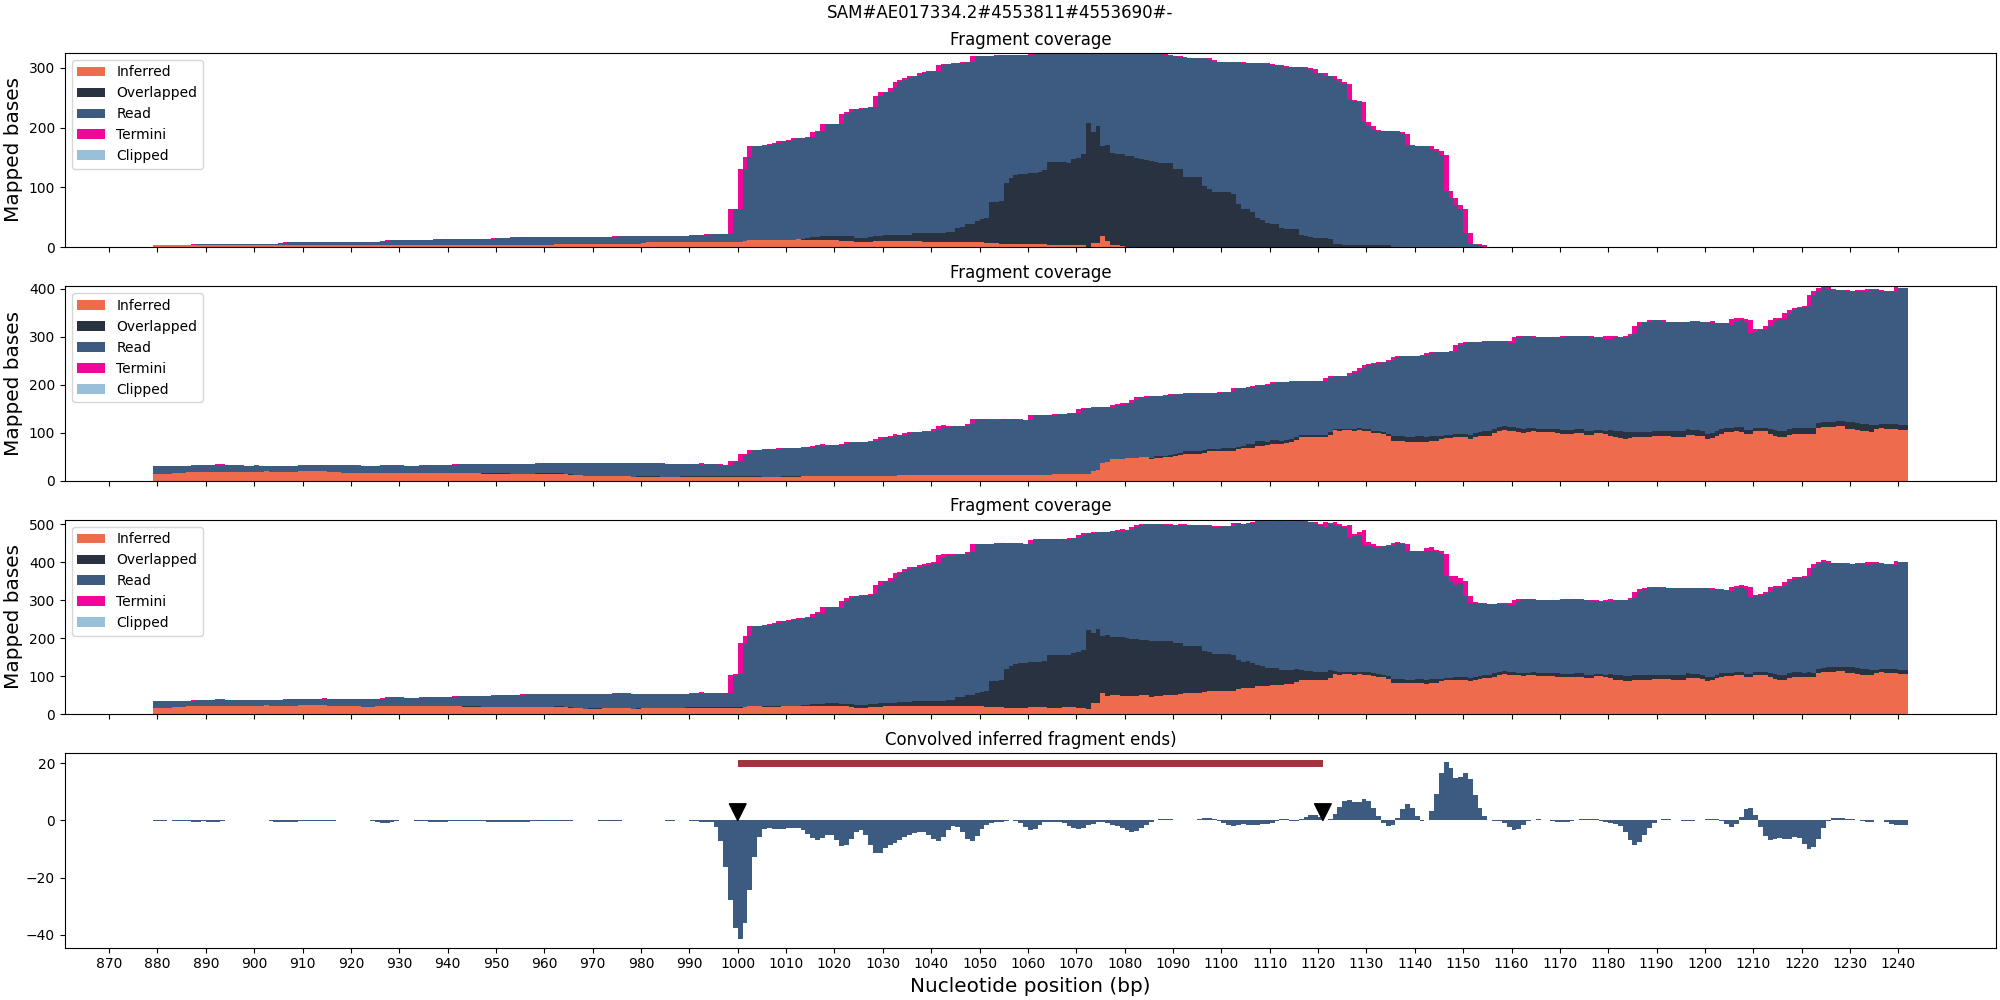 SAM#AE017334.2#4553811#4553690#-
Fragment coverage
Mapped bases
300
200
100
0
Inferred
Overlapped
Read
Termini
Clipped
Fragment coverage
Mapped bases
400
300
200
100
0
Inferred
Overlapped
Read
Termini
Clipped
Fragment coverage
Mapped bases
500
400
300
200
100
0
Inferred
Overlapped
Read
Termini
Clipped
Convolved inferred fragment ends)
20
0
−20
−40
870 880 890 900 910 920 930 940 950 960 970 980 990 1000 1010 1020 1030 1040 1050 1060 1070 1080 1090 1100 1110 1120 1130 1140 1150 1160 1170 1180 1190 1200 1210 1220 1230 1240
Nucleotide position (bp)